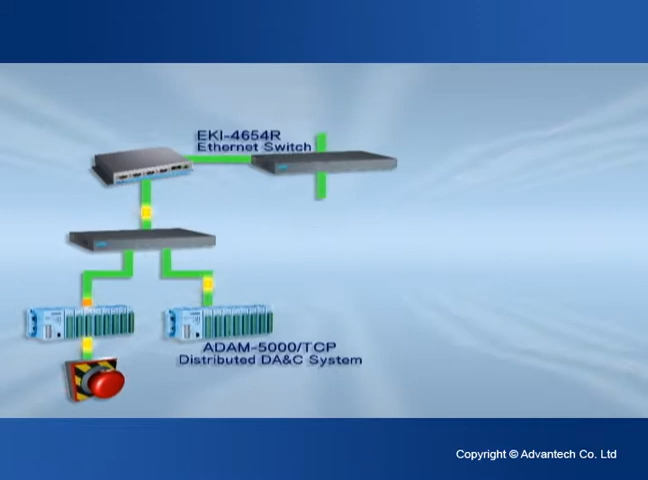 EKI-4654R
Ethernet Switch
ADAM-5000/TCP
Distributed DA&C System
Copyright © Advantech Co. Ltd